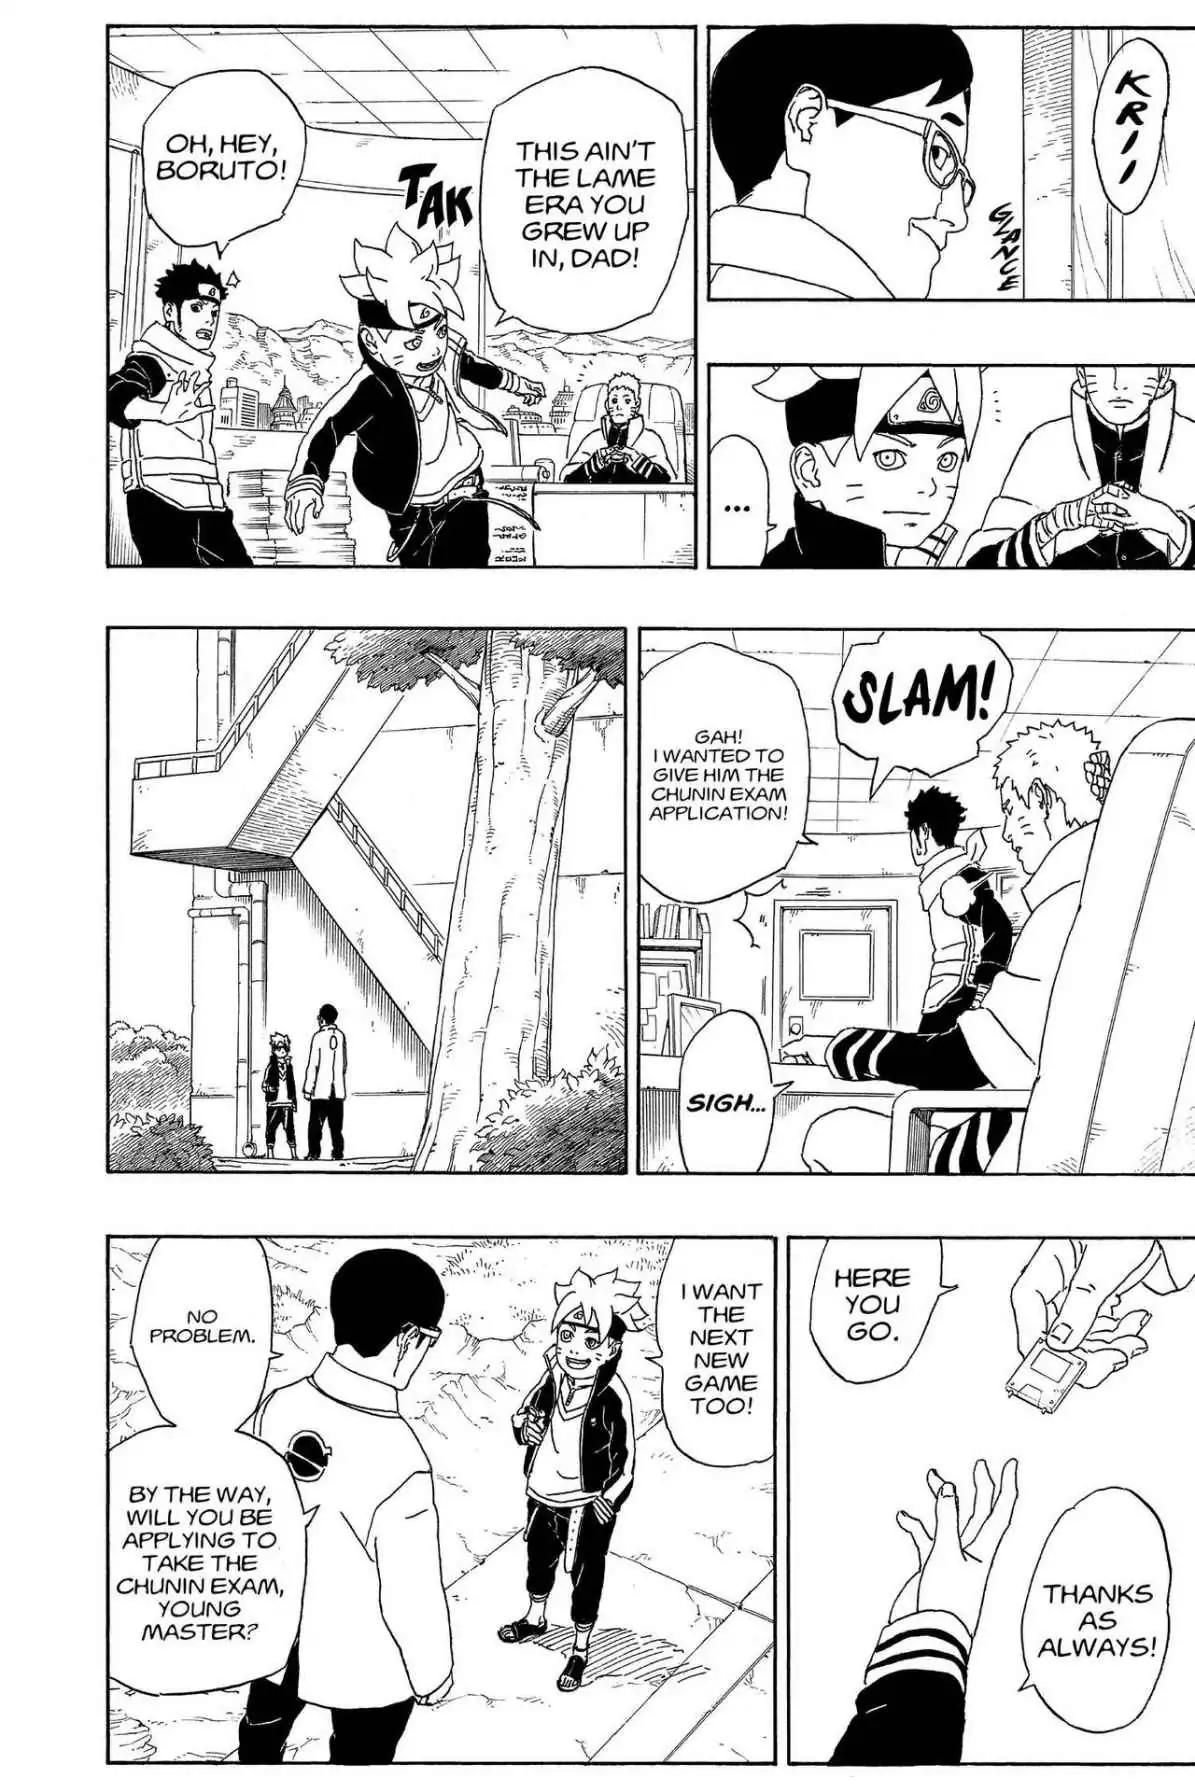 KRII
GLANCE
...
THIS AIN'T
THE LAME
ERA YOU
GREW UP
IN, DAD!
TAK
OH, HEY,
BORUTO!
SLAM!
GAH!
I WANTED TO
GIVE HIM THE
CHUNIN EXAM
APPLICATION!
SIGH...
HERE
YOU
GO.
THANKS
AS
ALWAYS!
I WANT
THE
NEXT
NEW
GAME
TOO!
NO
PROBLEM.
BY THE WAY,
WILL YOU BE
APPLYING TO
TAKE THE
CHUNIN EXAM,
YOUNG
MASTER?